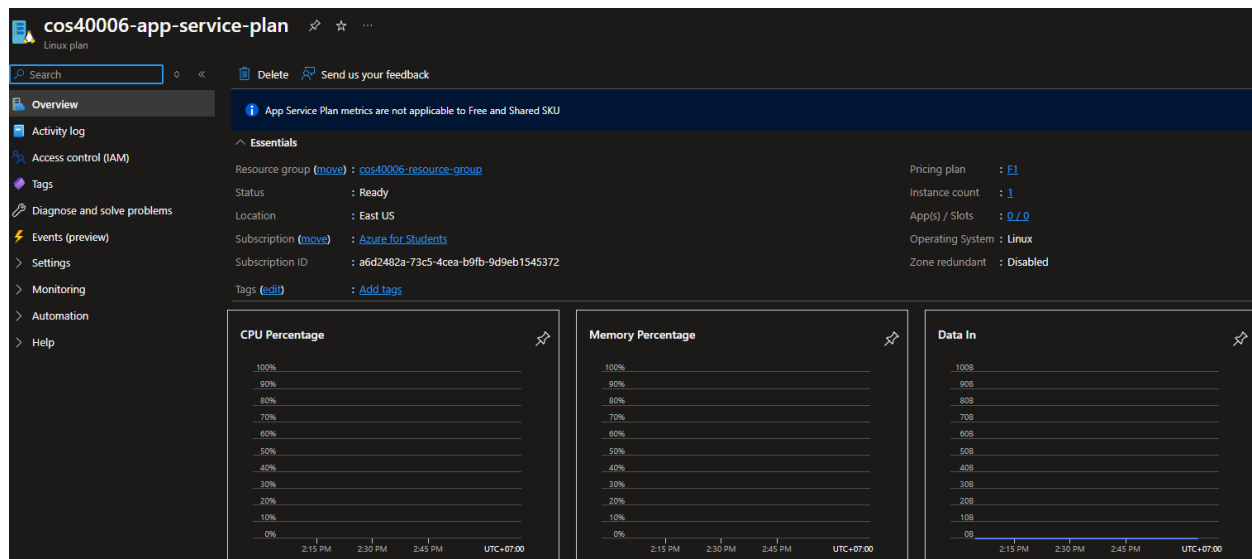 cos40006-app-service-plan
Linux plan
Search
Delete Send us your feedback
Overview
App Service Plan metrics are not applicable to Free and Shared SKU
Activity log
Access control (IAM)
Tags
Diagnose and solve problems
Events (preview)
Settings
Monitoring
Automation
Help
Essentials
Resource group (move) : cos40006-resource-group
Status : Ready
Location : East US
Subscription (move) : Azure for Students
Subscription ID : a6d2482a-73c5-4cea-b9fb-9d9eb1545372
Tags (edit) : Add tags
Pricing plan : F1
Instance count : 1
App(s) / Slots : 0 / 0
Operating System : Linux
Zone redundant : Disabled
CPU Percentage
100%
90%
80%
70%
60%
50%
40%
30%
20%
10%
0%
2:15 PM 2:30 PM 2:45 PM UTC+07:00
Memory Percentage
100%
90%
80%
70%
60%
50%
40%
30%
20%
10%
0%
2:15 PM 2:30 PM 2:45 PM UTC+07:00
Data In
100B
90B
80B
70B
60B
50B
40B
30B
20B
10B
0B
2:15 PM 2:30 PM 2:45 PM UTC+07:00